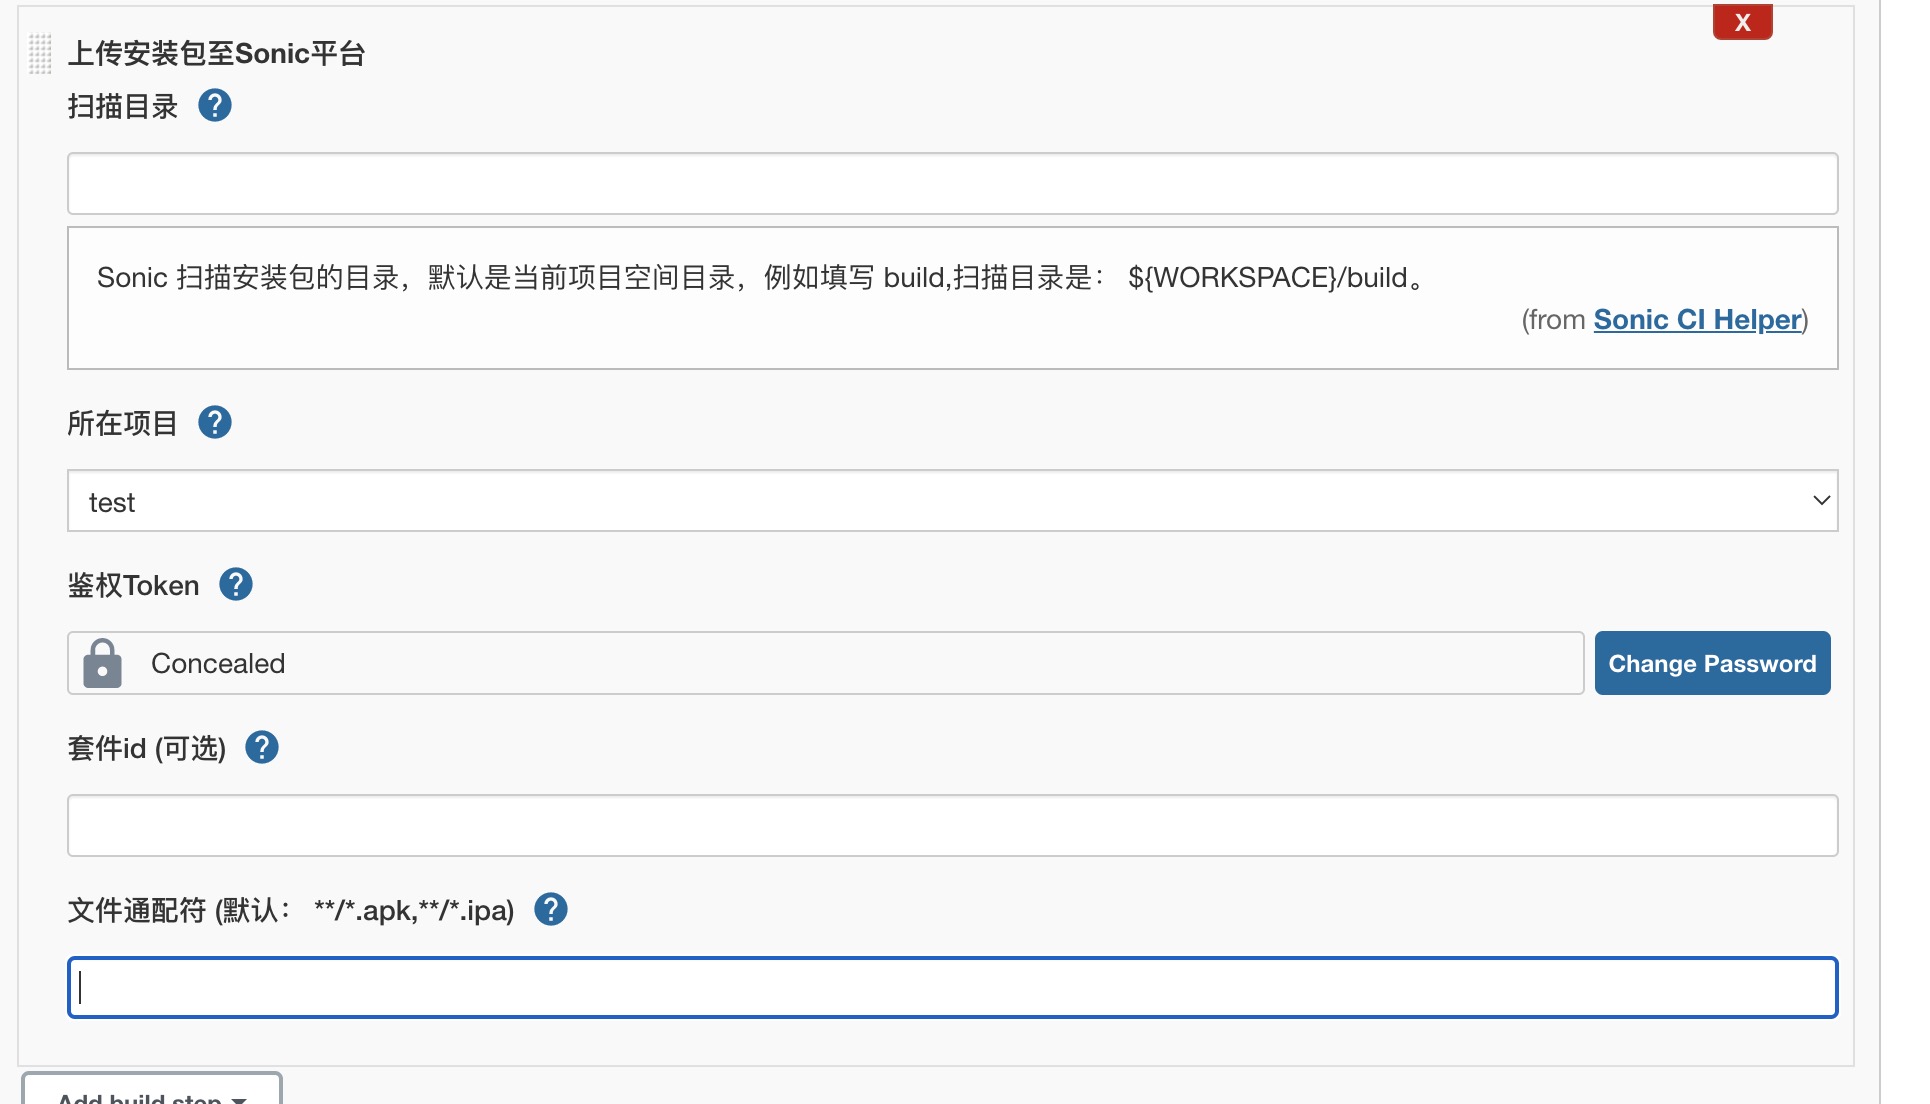 X
上传安装包至Sonic平台
扫描目录 ?
Sonic 扫描安装包的目录，默认是当前项目空间目录，例如填写 build,扫描目录是： ${WORKSPACE}/build。
(from Sonic CI Helper)
所在项目 ?
test
鉴权Token ?
Concealed
Change Password
套件id (可选) ?
文件通配符 (默认： **/*.apk,**/*.ipa) ?
Add build step